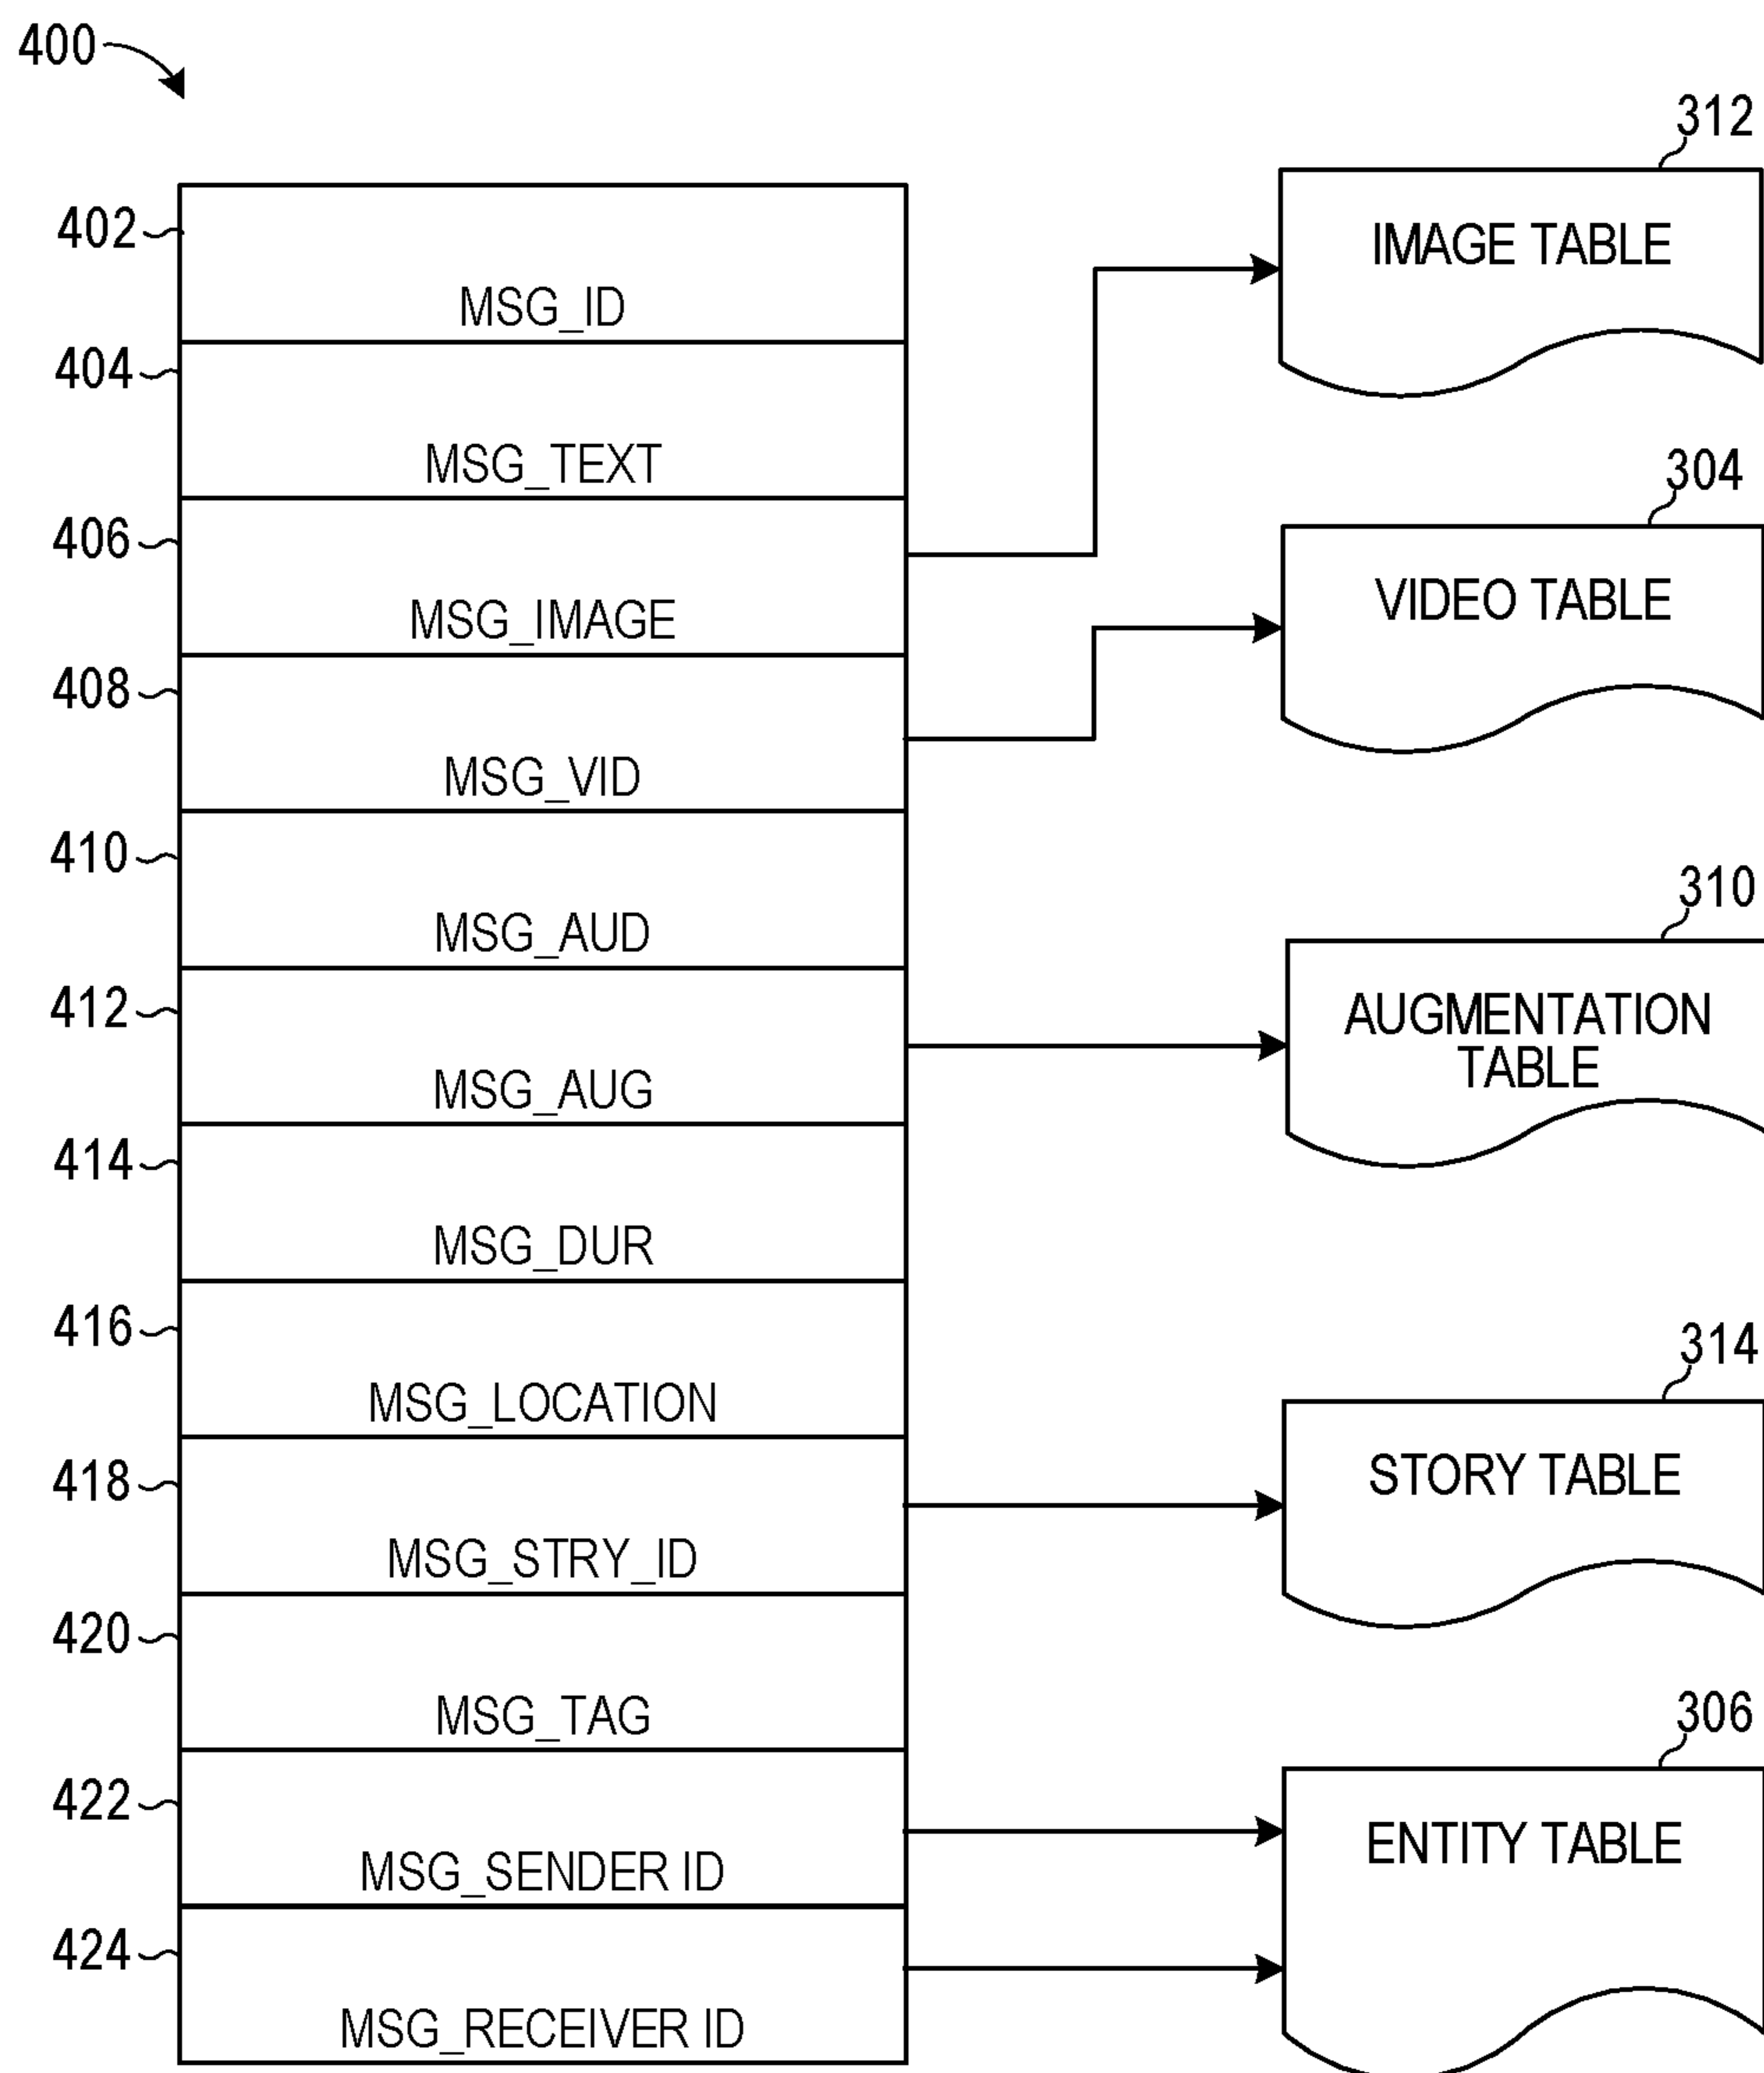 400
402
MSG_ID
404
MSG_TEXT
406
MSG_IMAGE
408
MSG_VID
410
MSG_AUD
412
MSG_AUG
414
MSG_DUR
416
MSG_LOCATION
418
MSG_STRY_ID
420
MSG_TAG
422
MSG_SENDER ID
424
MSG_RECEIVER ID
312
IMAGE TABLE
304
VIDEO TABLE
310
AUGMENTATION
TABLE
314
STORY TABLE
306
ENTITY TABLE